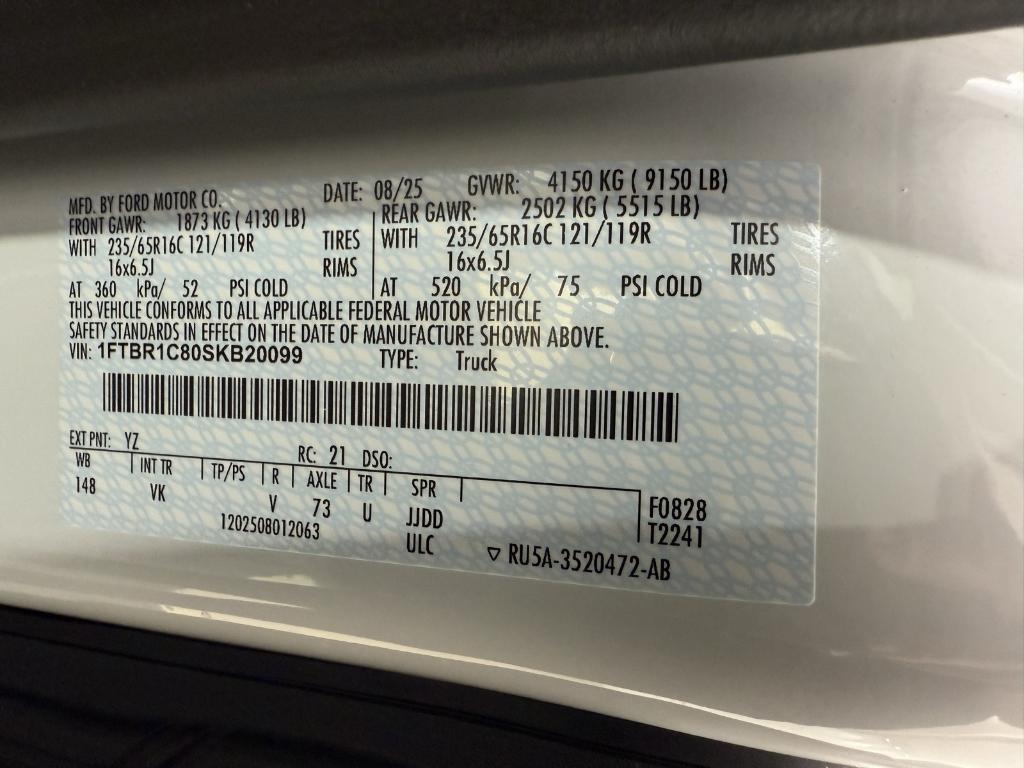 MFD. BY FORD MOTOR CO. DATE: 08/25 GVWR: 4150 KG ( 9150 LB)
FRONT GAWR: 1873 KG ( 4130 LB) REAR GAWR: 2502 KG ( 5515 LB)
WITH 235/65R16C 121/119R TIRES WITH 235/65R16C 121/119R TIRES
16x6.5J RIMS 16x6.5J RIMS
AT 360 kPa/ 52 PSI COLD AT 520 kPa/ 75 PSI COLD
THIS VEHICLE CONFORMS TO ALL APPLICABLE FEDERAL MOTOR VEHICLE
SAFETY STANDARDS IN EFFECT ON THE DATE OF MANUFACTURE SHOWN ABOVE.
VIN: 1FTBR1C80SKB20099 TYPE: Truck
EXT PNT: YZ RC: 21 DSO:
WB INT TR TP/PS R AXLE TR SPR
148 VK V 73 U JJDD F0828
1202508012063 ULC T2241
▽ RU5A-3520472-AB